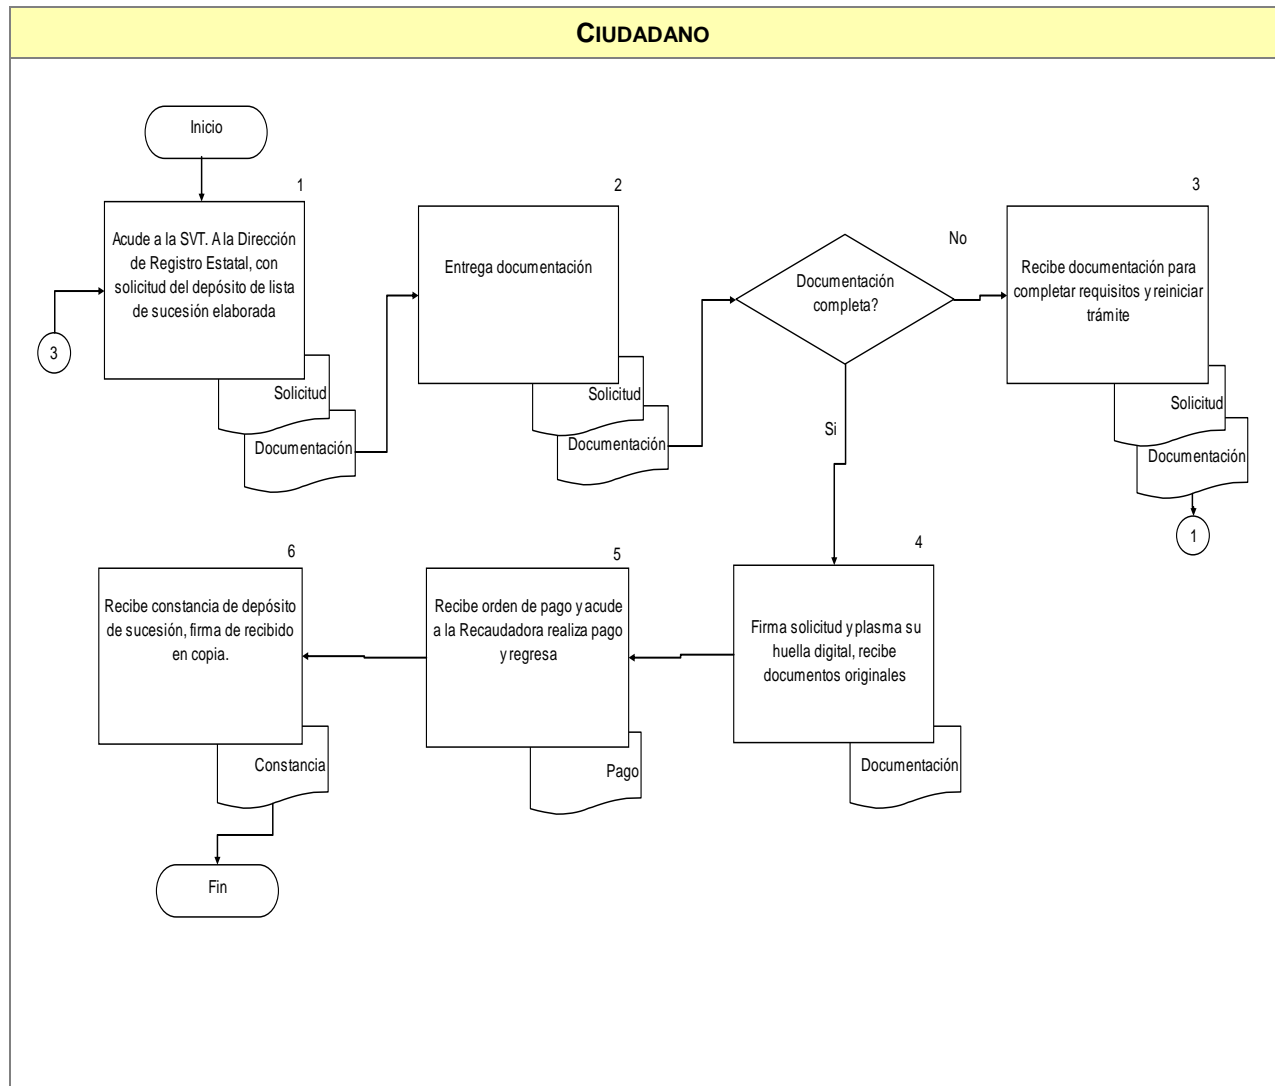 CIUDADANO
Inicio
1
Acude a la SVT. A la Dirección
de Registro Estatal, con
solicitud del depósito de lista
de sucesión elaborada
3
Solicitud
Documentación
2
Entrega documentación
Solicitud
Documentación
Documentación
completa?
No
Si
3
Recibe documentación para
completar requisitos y reiniciar
trámite
Solicitud
Documentación
1
4
Firma solicitud y plasma su
huella digital, recibe
documentos originales
Documentación
5
Recibe orden de pago y acude
a la Recaudadora realiza pago
y regresa
Pago
6
Recibe constancia de depósito
de sucesión, firma de recibido
en copia.
Constancia
Fin